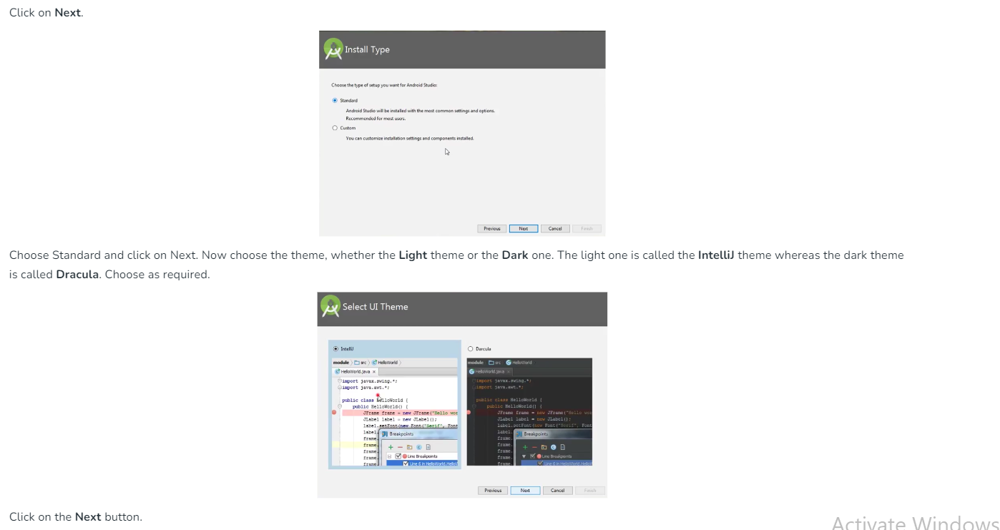 Click on Next.
Install Type
Choose the type of setup you want for Android Studio:
Standard
Android Studio will be installed with the most common settings and options.
Recommended for most users.
Custom
You can customize installation settings and components installed.
Previous Next Cancel Finish
Choose Standard and click on Next. Now choose the theme, whether the Light theme or the Dark one. The light one is called the IntelliJ theme whereas the dark theme
is called Dracula. Choose as required.
Select UI Theme
IntelliJ
module src HelloWorld
HelloWorld.java ×
import javax.swing.*;
import java.awt.*;
public class HelloWorld {
public HelloWorld() {
JFrame frame = new JFrame("Hello wor
JLabel label = new JLabel();
label.setFont(new Font("Serif", Font
label.
frame.
frame.
frame.
frame.
frame
Breakpoints
Line Breakpoints
Line 6 in HelloWorld.Hello
Darcula
module src HelloWorld
HelloWorld.java ×
import javax.swing.*;
import java.awt.*;
public class HelloWorld {
public HelloWorld() {
JFrame frame = new JFrame("Hello wor
JLabel label = new JLabel();
label.setFont(new Font("Serif", Font
label.
frame.
frame.
frame.
frame.
frame
Breakpoints
Line Breakpoints
Line 6 in HelloWorld.Hello
Previous Next Cancel Finish
Click on the Next button.
Activate Windows